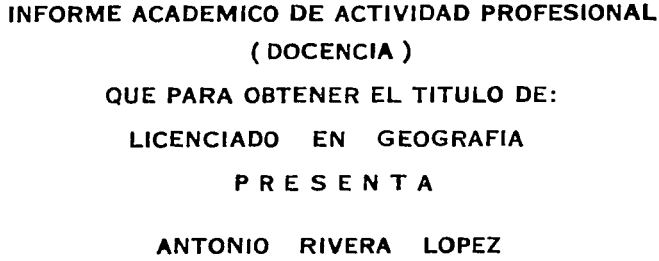 INFORME ACADEMICO DE ACTIVIDAD PROFESIONAL
( DOCENCIA )
QUE PARA OBTENER EL TITULO DE:
LICENCIADO EN GEOGRAFIA
P R E S E N T A
ANTONIO RIVERA LOPEZ